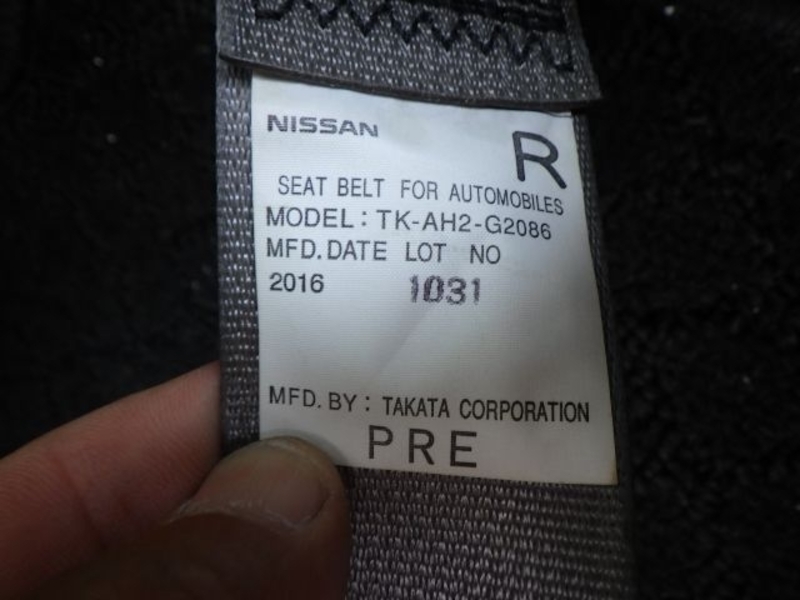 NISSAN
R
SEAT BELT FOR AUTOMOBILES
MODEL: TK-AH2-G2086
MFD.DATE LOT NO
2016 1031
MFD. BY: TAKATA CORPORATION
PRE